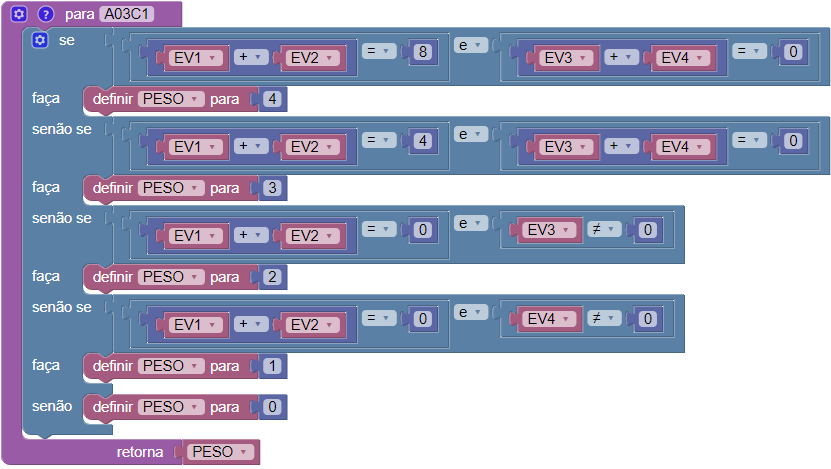 ? para A03C1
se EV1 + EV2 = 8 e EV3 + EV4 = 0
faça definir PESO para 4
senão se EV1 + EV2 = 4 e EV3 + EV4 = 0
faça definir PESO para 3
senão se EV1 + EV2 = 0 e EV3 ≠ 0
faça definir PESO para 2
senão se EV1 + EV2 = 0 e EV4 ≠ 0
faça definir PESO para 1
senão definir PESO para 0
retorna PESO